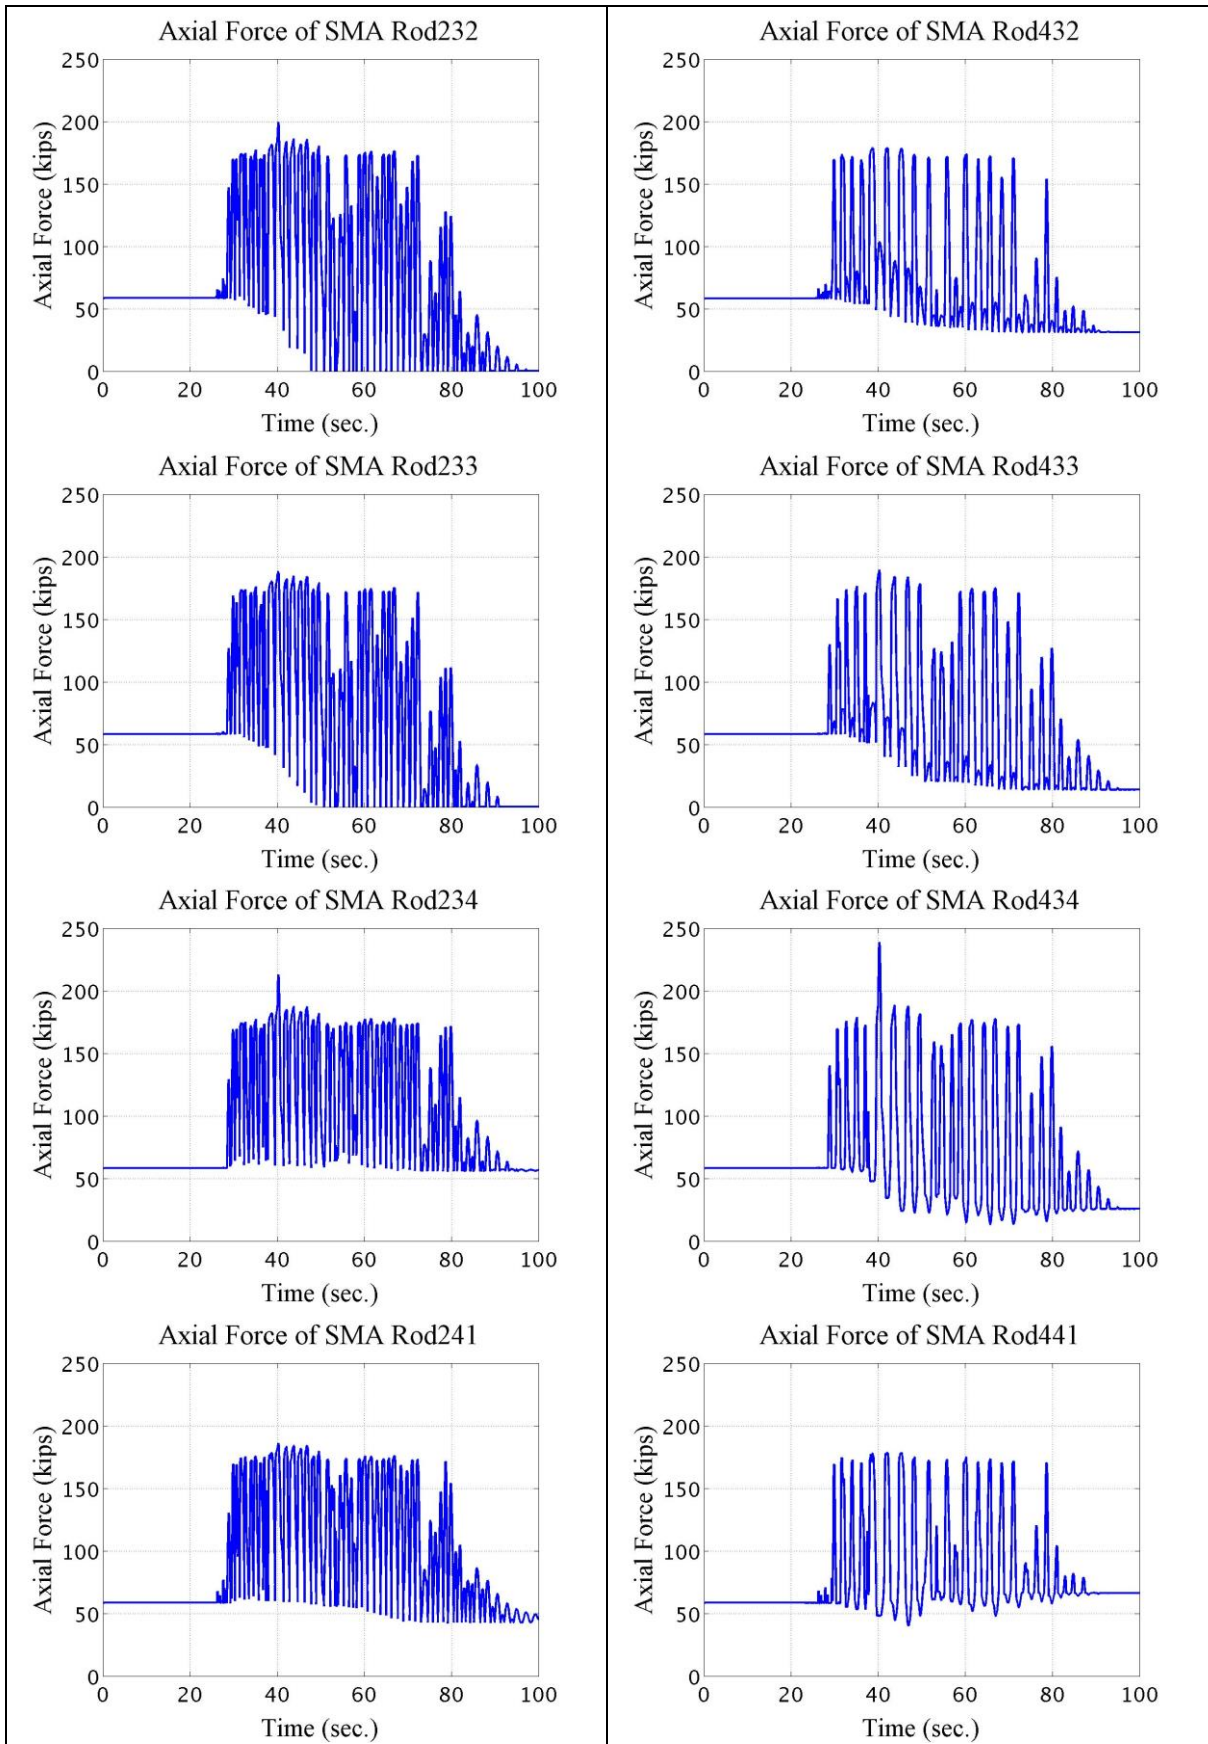 Axial Force of SMA Rod232
250
200
150
100
50
0
Axial Force (kips)
0 20 40 60 80 100
Time (sec.)
Axial Force of SMA Rod432
250
200
150
100
50
0
Axial Force (kips)
0 20 40 60 80 100
Time (sec.)
Axial Force of SMA Rod233
250
200
150
100
50
0
Axial Force (kips)
0 20 40 60 80 100
Time (sec.)
Axial Force of SMA Rod433
250
200
150
100
50
0
Axial Force (kips)
0 20 40 60 80 100
Time (sec.)
Axial Force of SMA Rod234
250
200
150
100
50
0
Axial Force (kips)
0 20 40 60 80 100
Time (sec.)
Axial Force of SMA Rod434
250
200
150
100
50
0
Axial Force (kips)
0 20 40 60 80 100
Time (sec.)
Axial Force of SMA Rod241
250
200
150
100
50
0
Axial Force (kips)
0 20 40 60 80 100
Time (sec.)
Axial Force of SMA Rod441
250
200
150
100
50
0
Axial Force (kips)
0 20 40 60 80 100
Time (sec.)